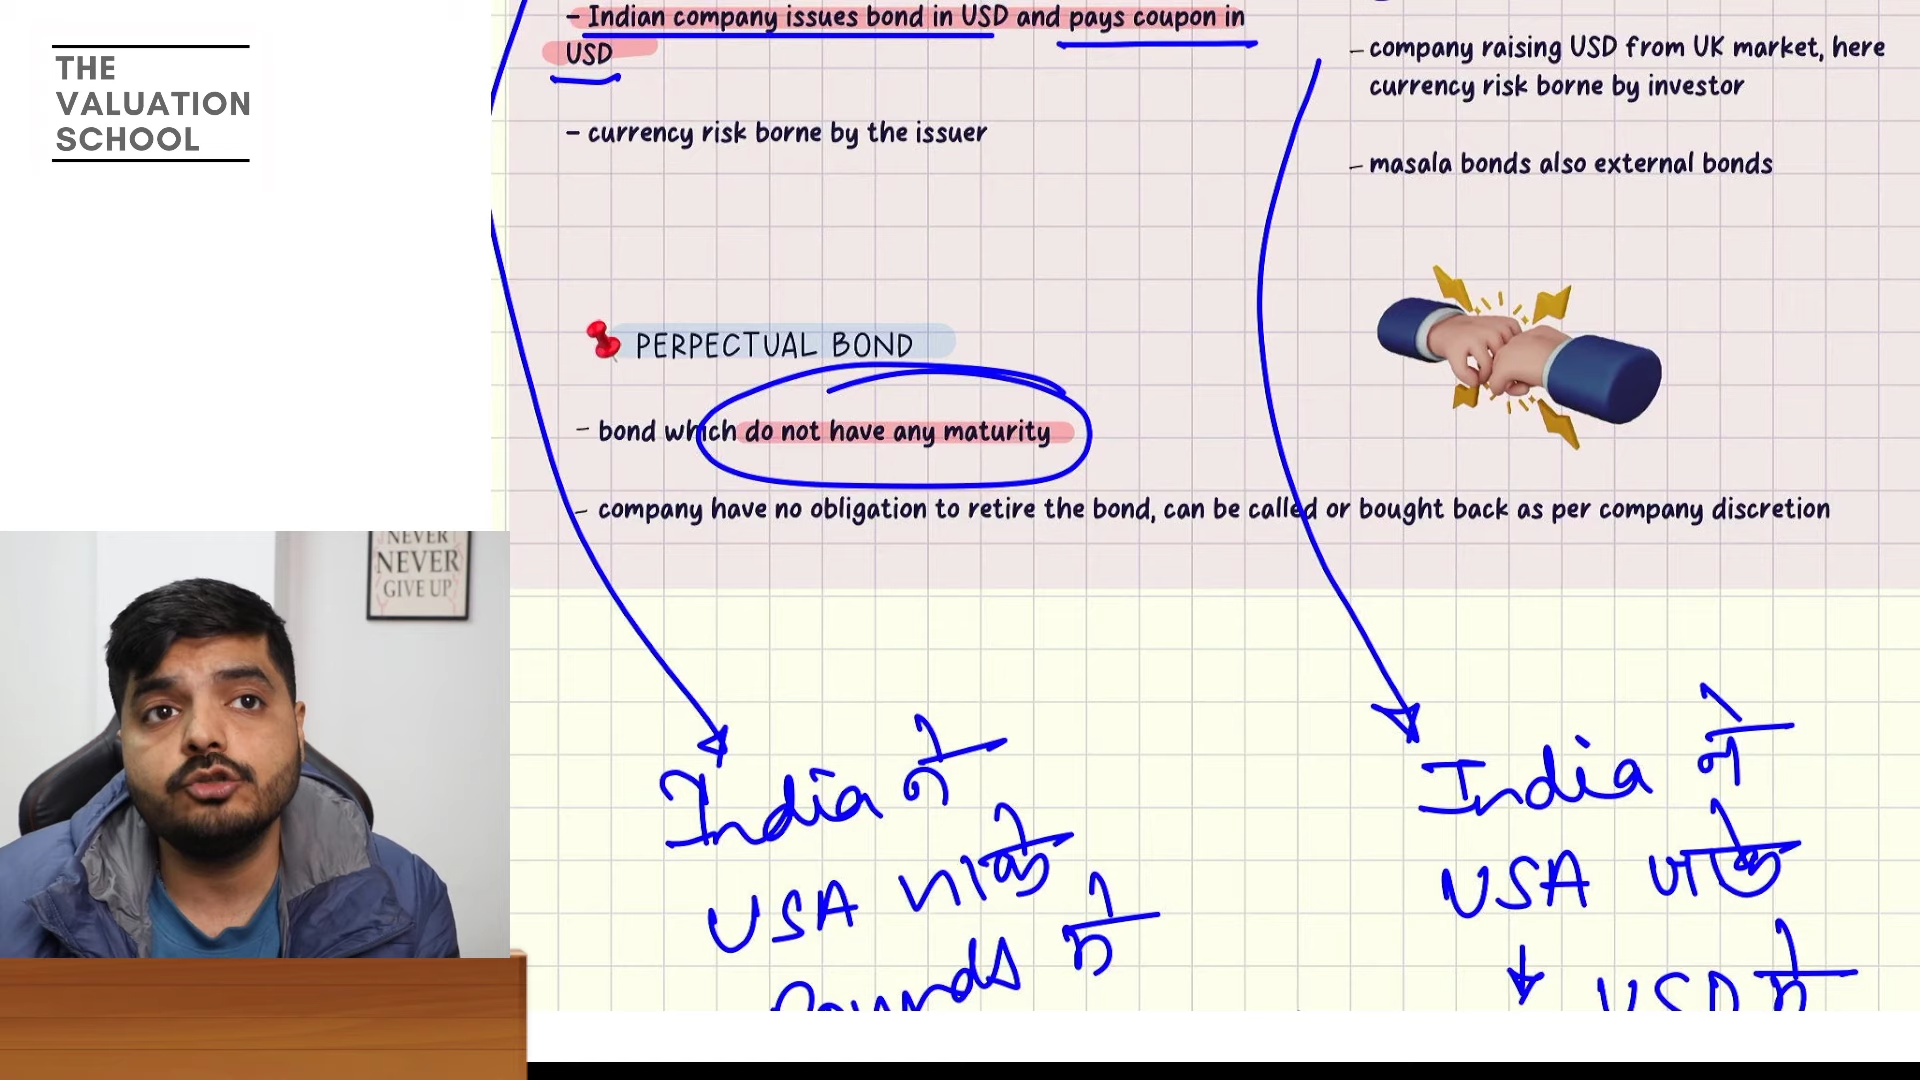 THE
VALUATION
SCHOOL
- Indian company issues bond in USD and pays coupon in
USD
- currency risk borne by the issuer
- company raising USD from UK market, here
currency risk borne by investor
- masala bonds also external bonds
PERPECTUAL BOND
- bond which do not have any maturity
- company have no obligation to retire the bond, can be called or bought back as per company discretion
NEVER
NEVER
GIVE UP
India ने
USA
India ने
USA